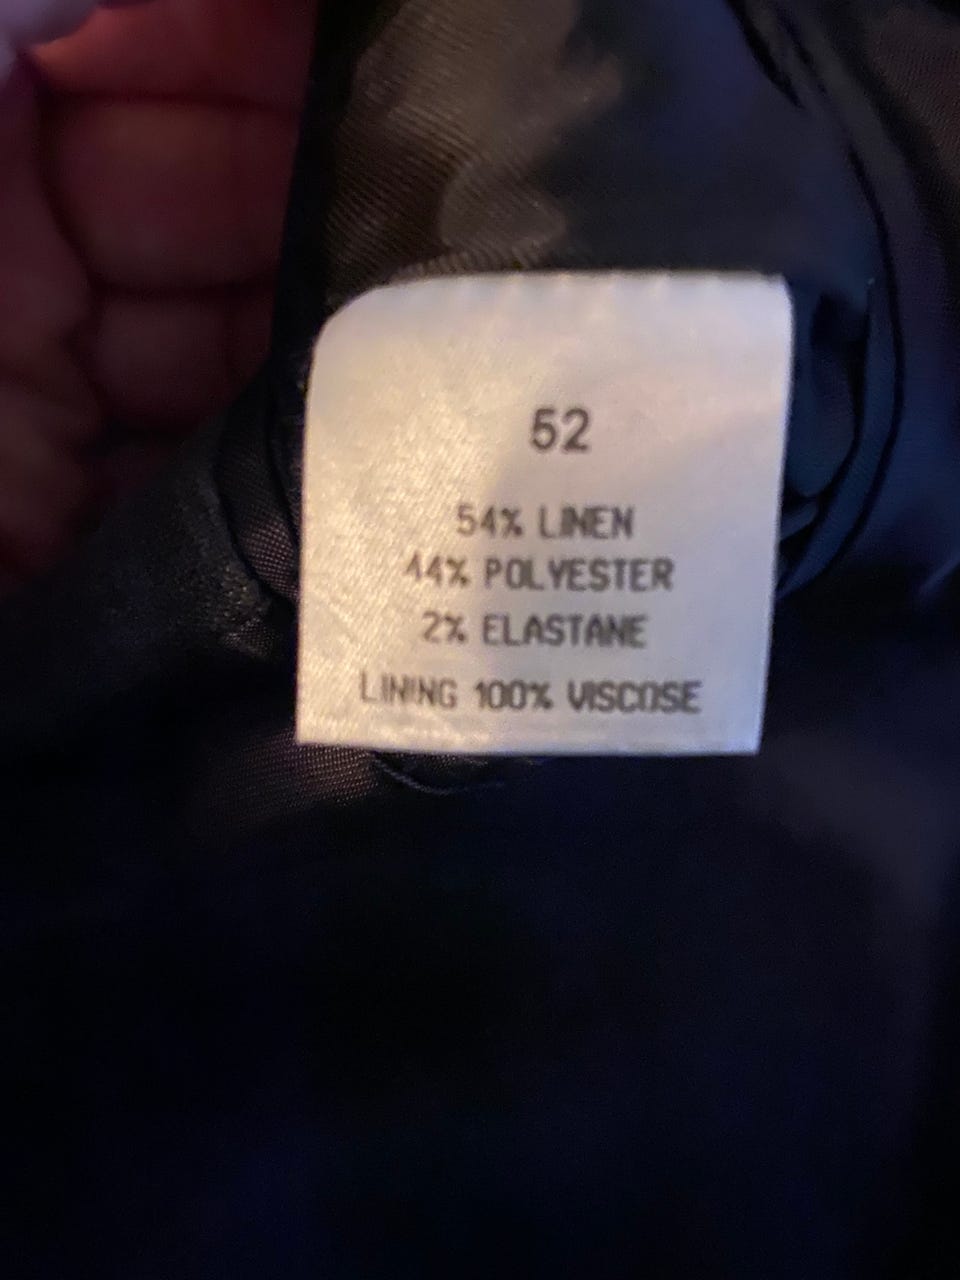 52
54% LINEN
44% POLYESTER
2% ELASTANE
LINING 100% VISCOSE